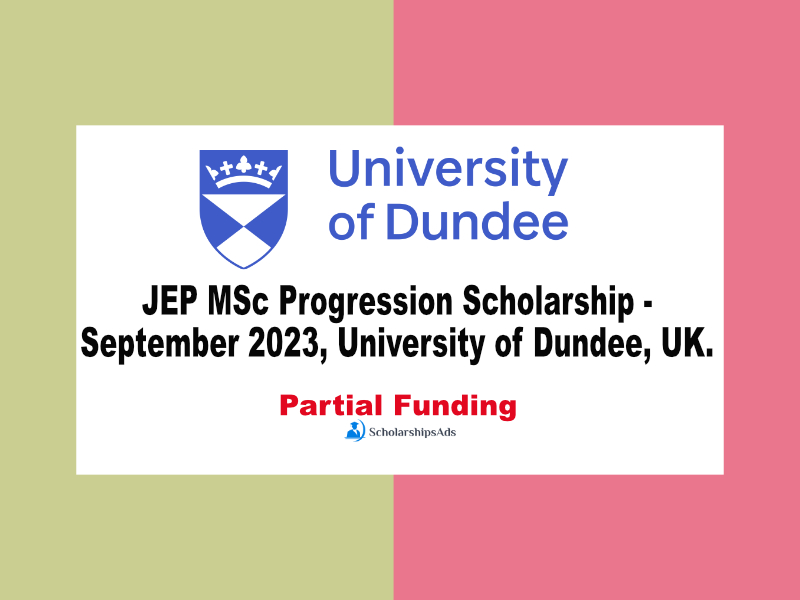 University
of Dundee
JEP MSc Progression Scholarship -
September 2023, University of Dundee, UK.
Partial Funding
ScholarshipsAds